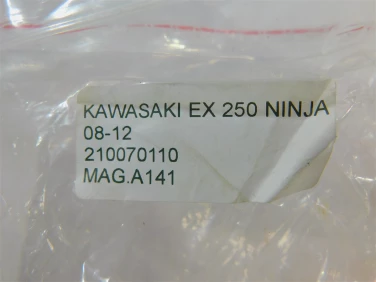 KAWASAKI EX 250 NINJA
08-12
210070110
MAG.A141